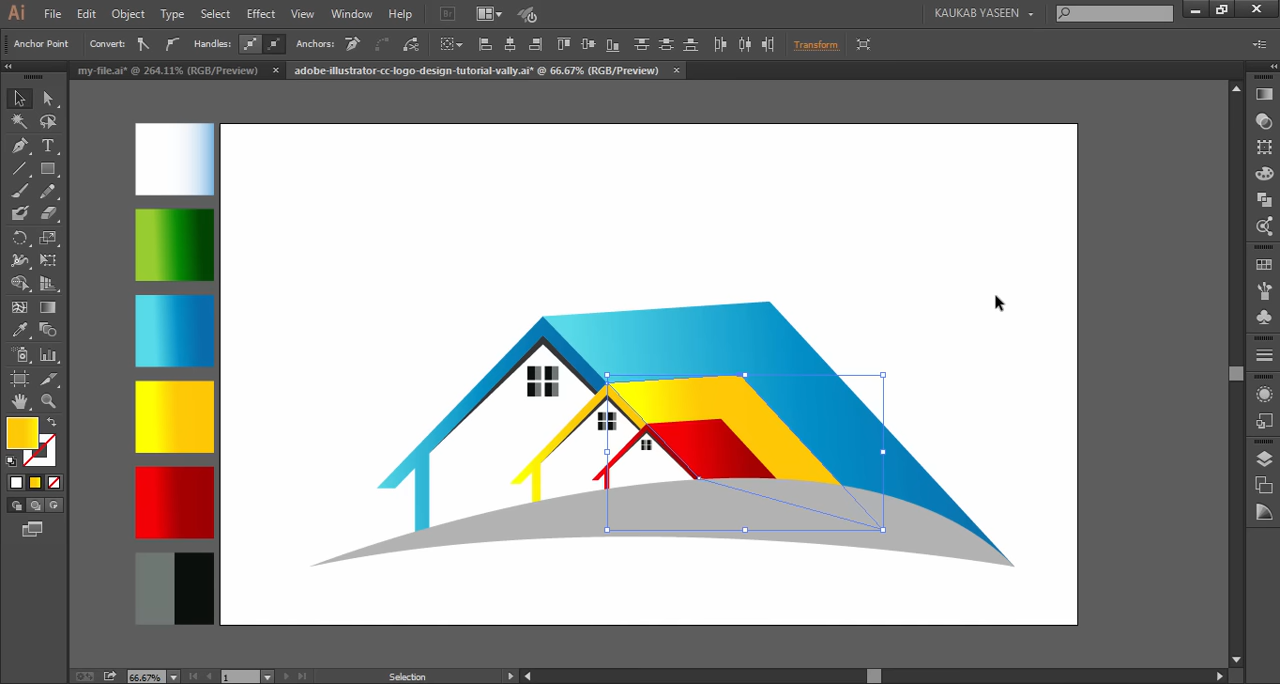 Ai File Edit Object Type Select Effect View Window Help Br KAUKAB YASEEN
Anchor Point Convert: Handles: Anchors: Transform
my-file.ai* @ 264.11% (RGB/Preview) × adobe-illustrator-cc-logo-design-tutorial-vally.ai* @ 66.67% (RGB/Preview) ×
T
66.67% 1 Selection